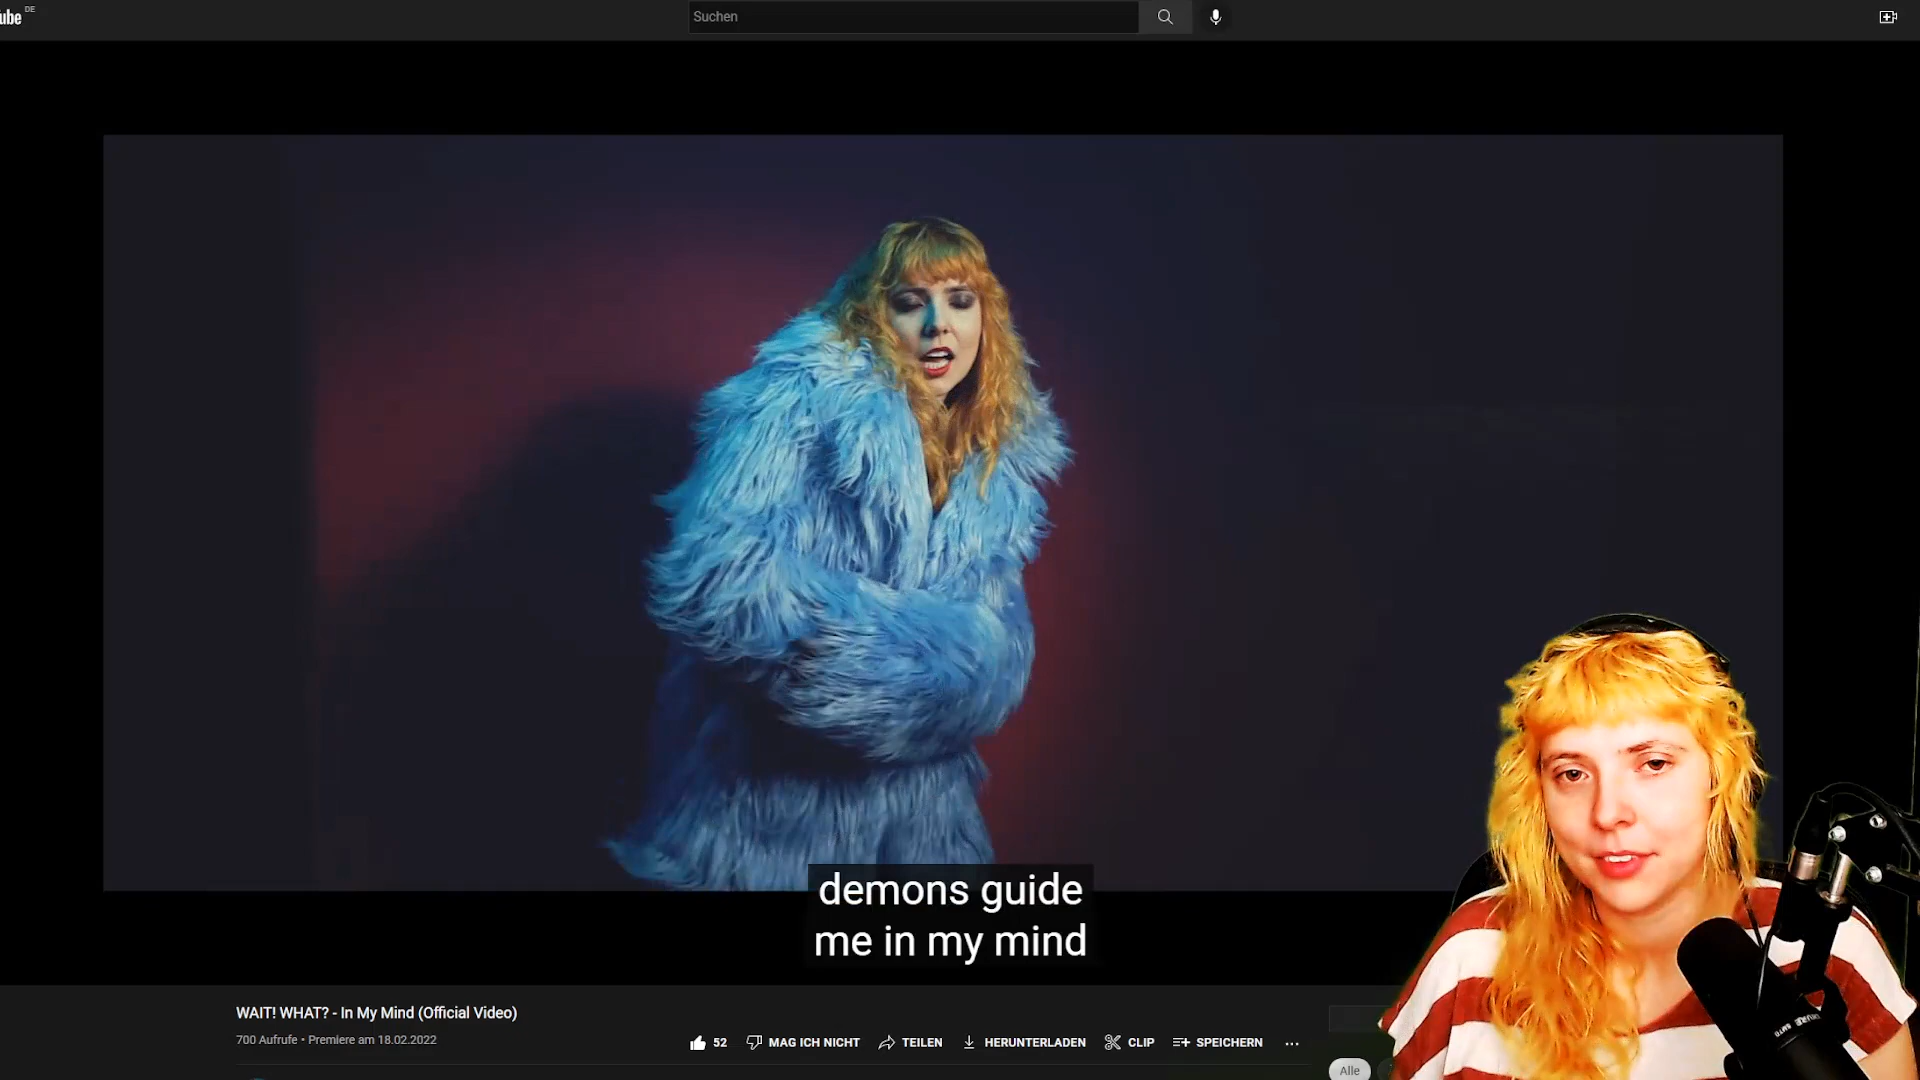 ube DE
Suchen
demons guide
me in my mind
WAIT! WHAT? - In My Mind (Official Video)
700 Aufrufe • Premiere am 18.02.2022
52 MAG ICH NICHT TEILEN HERUNTERLADEN CLIP SPEICHERN ...
Alle